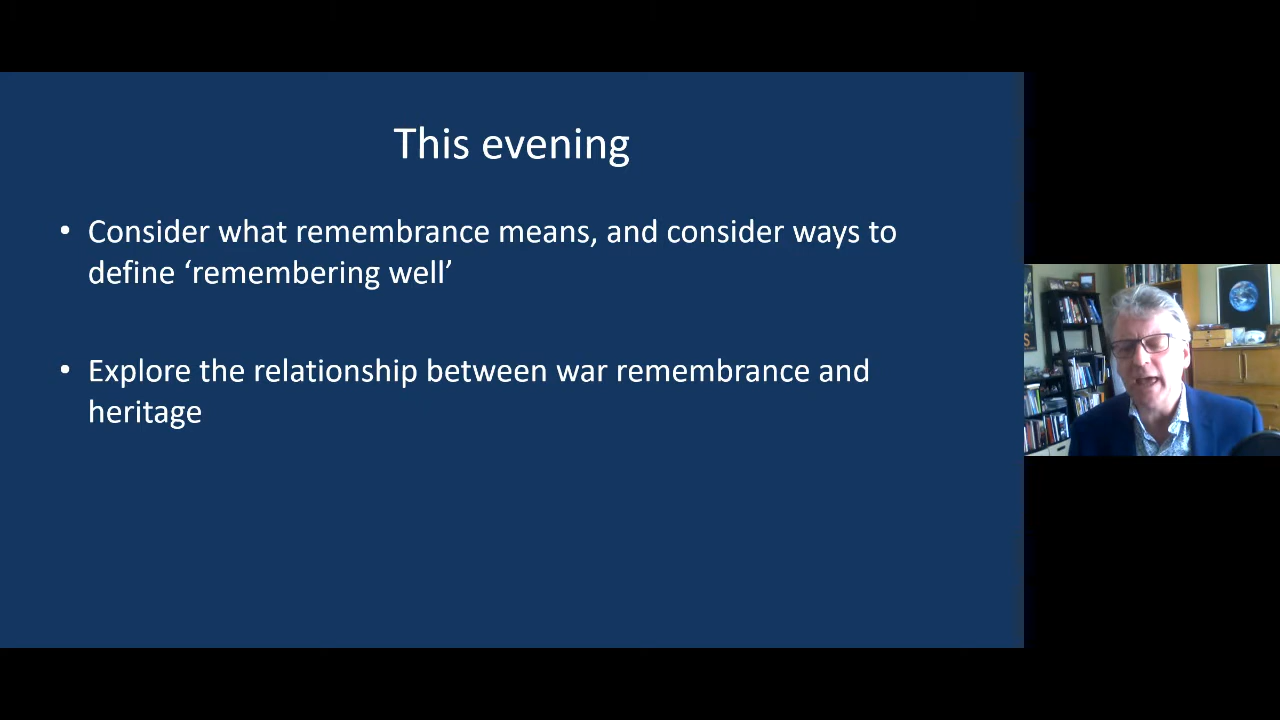 This evening
• Consider what remembrance means, and consider ways to
define ‘remembering well’
• Explore the relationship between war remembrance and
heritage